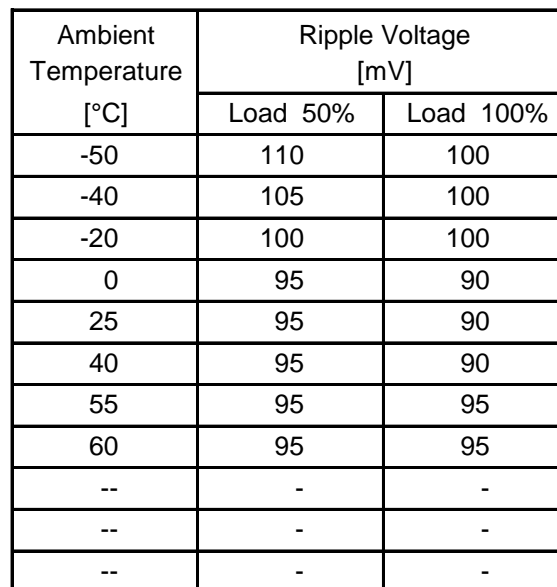 Ambient Temperature [°C] Ripple Voltage [mV]
Load 50% Load 100%
-50 110 100
-40 105 100
-20 100 100
0 95 90
25 95 90
40 95 90
55 95 95
60 95 95
-- - -
-- - -
-- - -